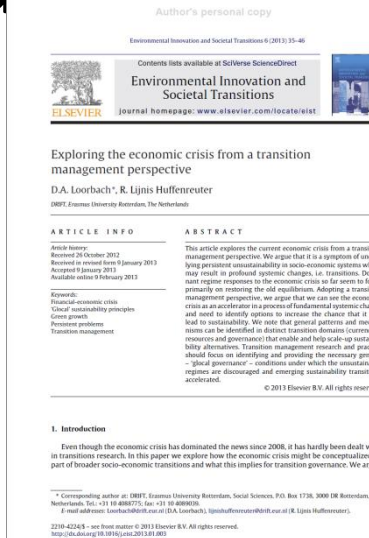 Author's personal copy
Environmental Innovation and Societal Transitions 6 (2013) 35–46
Contents lists available at SciVerse ScienceDirect
Environmental Innovation and
Societal Transitions
journal homepage: www.elsevier.com/locate/eist
ELSEVIER
Exploring the economic crisis from a transition
management perspective
D.A. Loorbach*, R. Lijnis Huffenreuter
DRIFT, Erasmus University Rotterdam, The Netherlands
ARTICLE INFO
Article history:
Received 26 October 2012
Received in revised form 9 January 2013
Accepted 9 January 2013
Available online 9 February 2013
Keywords:
Financial-economic crisis
'Glocal' sustainability principles
Green growth
Persistent problems
Transition management
ABSTRACT
This article explores the current economic crisis from a transi
management perspective. We argue that it is a symptom of un
lying persistent unsustainability in socio-economic systems wh
may result in profound systemic changes, i.e. transitions. Do
nant regime responses to the economic crisis so far seem to fo
primarily on restoring the old equilibrium. Adopting a transi
management perspective, we argue that we can see the econo
crisis as an accelerator in a process of fundamental systemic cha
and need to identify options to increase the chance that it
lead to sustainability. We note that general patterns and me
nisms can be identified in distinct transition domains (currenc
resources and governance) that enable and help scale-up susta
bility alternatives. Transition management research and prac
should focus on identifying and providing the necessary gen
– 'glocal governance' – conditions under which the unsustain
regimes are discouraged and emerging sustainability transit
accelerated.
© 2013 Elsevier B.V. All rights reser
1. Introduction
Even though the economic crisis has dominated the news since 2008, it has hardly been dealt w
in transitions research. In this paper we explore how the economic crisis might be conceptualize
part of broader socio-economic transitions and what this implies for transition governance. We ar
* Corresponding author at: DRIFT, Erasmus University Rotterdam, Social Sciences, P.O. Box 1738, 3000 DR Rotterdam,
Netherlands. Tel.: +31 10 4088775; fax: +31 10 4089039.
E-mail addresses: Loorbach@drift.eur.nl (D.A. Loorbach), lijnishuffenreuter@drift.eur.nl (R. Lijnis Huffenreuter).
2210-4224/$ – see front matter © 2013 Elsevier B.V. All rights reserved.
http://dx.doi.org/10.1016/j.eist.2013.01.003